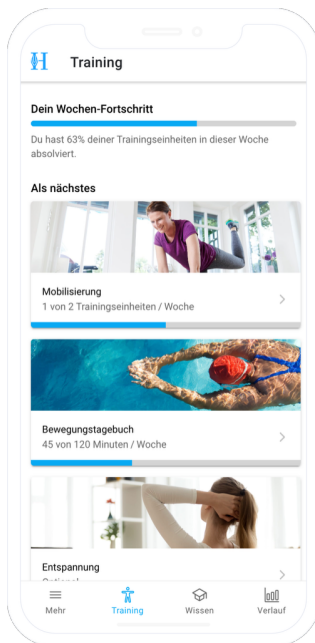 Training
Dein Wochen-Fortschritt
Du hast 63% deiner Trainingseinheiten in dieser Woche
absolviert.
Als nächstes
Mobilisierung
1 von 2 Trainingseinheiten / Woche
Bewegungstagebuch
45 von 120 Minuten / Woche
Entspannung
Optional
Mehr
Training
Wissen
Verlauf